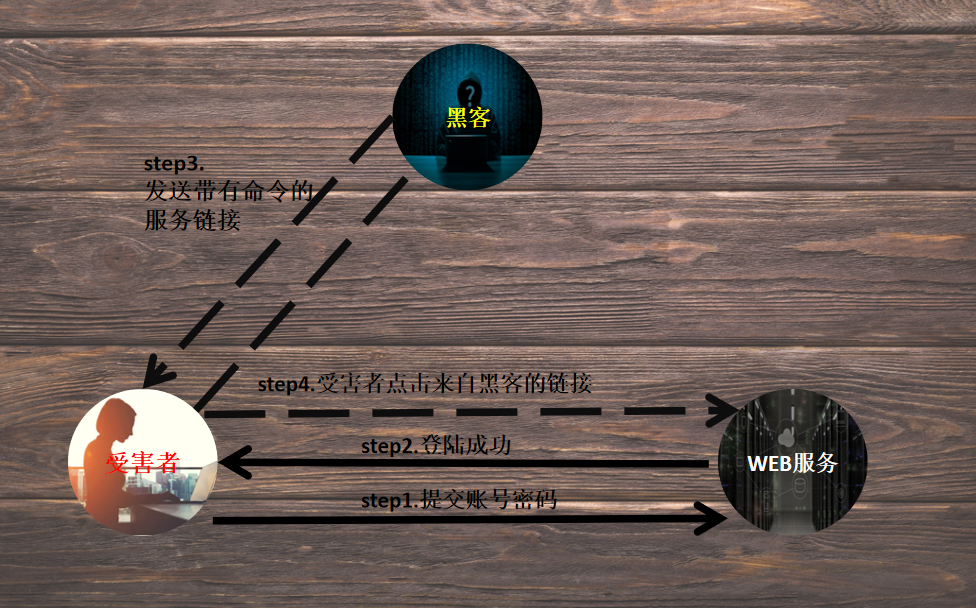 黑客
step3.
发送带有命令的
服务链接
step4.受害者点击来自黑客的链接
step2.登陆成功
受害者
WEB服务
step1.提交账号密码